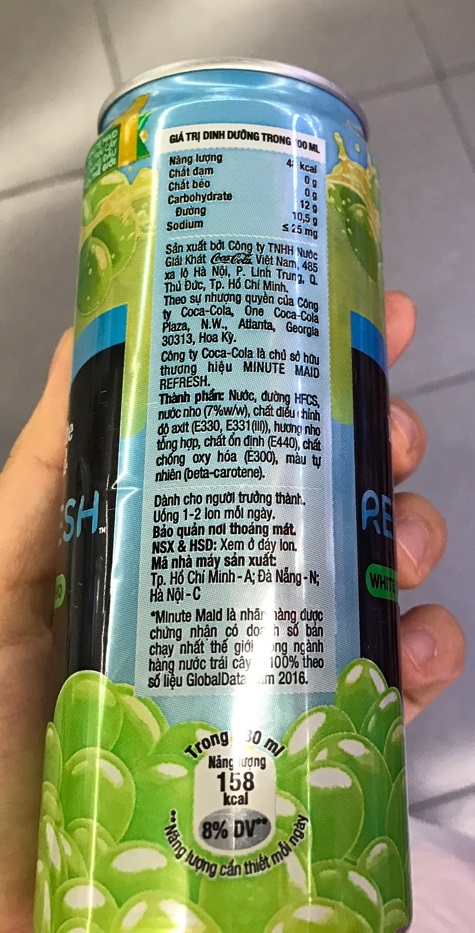 GIÁ TRỊ DINH DƯỠNG TRONG 100 ML
Năng lượng kcal
Chất đạm 0 g
Chất béo 0 g
Carbohydrate 12 g
Đường 10,5 g
Sodium ≤ 25 mg
Sản xuất bởi Công ty TNHH Nước
Giải Khát Coca-Cola Việt Nam, 485
xa lộ Hà Nội, P. Linh Trung, Q.
Thủ Đức, Tp. Hồ Chí Minh.
Theo sự nhượng quyền của Công
ty Coca-Cola, One Coca-Cola
Plaza, N.W., Atlanta, Georgia
30313, Hoa Kỳ.
Công ty Coca-Cola là chủ sở hữu
thương hiệu MINUTE MAID
REFRESH.
Thành phần: Nước, đường HFCS,
nước nho (7%w/w), chất điều chỉnh
độ axit (E330, E331(III)), hương nho
tổng hợp, chất ổn định (E440), chất
chống oxy hóa (E300), màu tự
nhiên (beta-carotene).
Dành cho người trưởng thành.
Uống 1-2 lon mỗi ngày.
Bảo quản nơi thoáng mát.
NSX & HSD: Xem ở đáy lon.
Mã nhà máy sản xuất:
Tp. Hồ Chí Minh - A; Đà Nẵng - N;
Hà Nội - C
*Minute Maid là nhãn hàng được
chứng nhận có doanh số bán
chạy nhất thế giới trong ngành
hàng nước trái cây 100% theo
số liệu GlobalData năm 2016.
ESH™
RE
WHITE
Trong 330 ml
Năng lượng
158
kcal
8% DV**
**Năng lượng cần thiết mỗi ngày